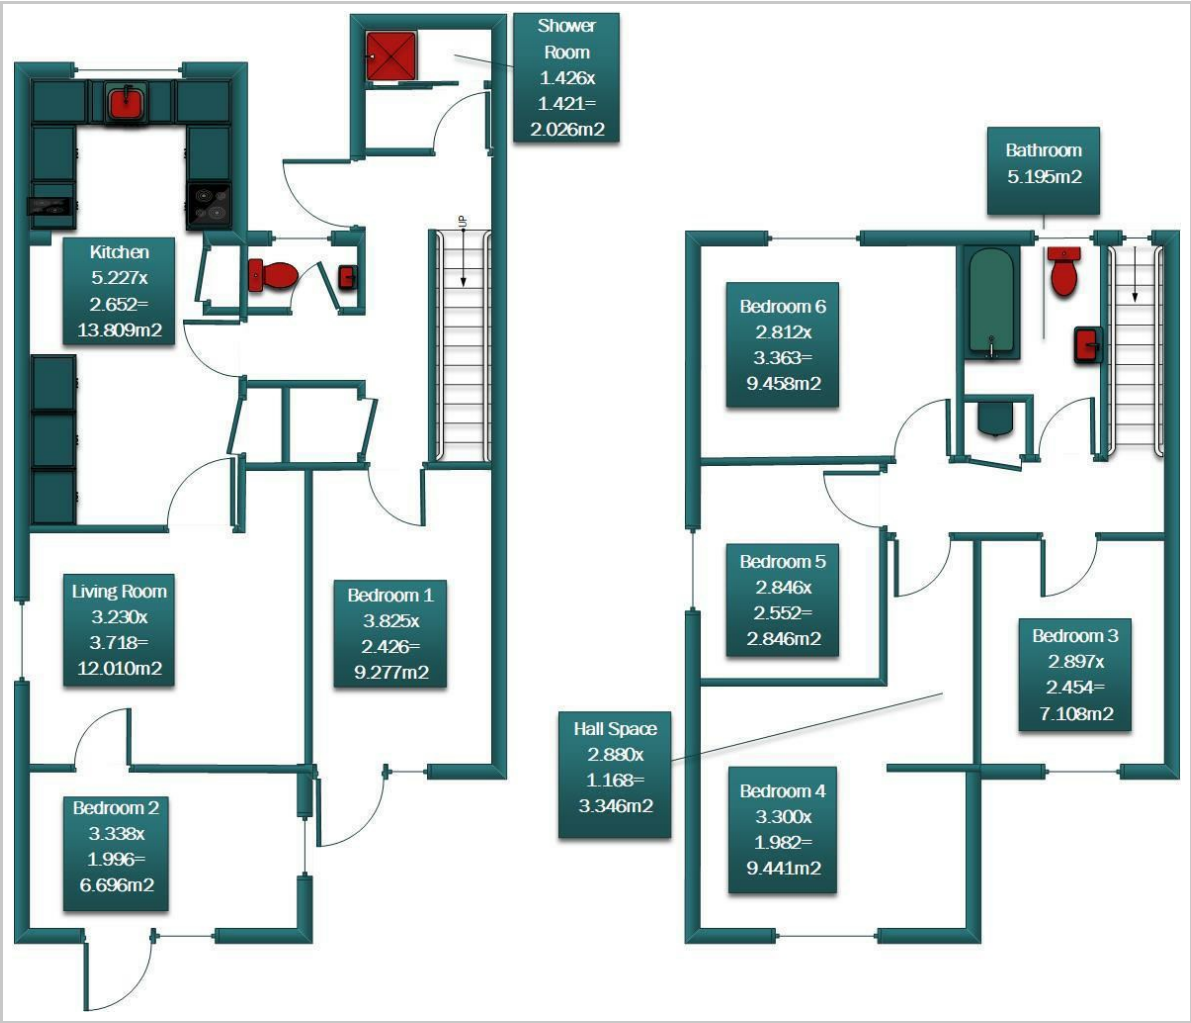 Shower
Room
1.426x
1.421=
2.026m2
UP
Kitchen
5.227x
2.652=
13.809m2
Living Room
3.230x
3.718=
12.010m2
Bedroom 1
3.825x
2.426=
9.277m2
Bedroom 2
3.338x
1.996=
6.696m2
Bathroom
5.195m2
Bedroom 6
2.812x
3.363=
9.458m2
Bedroom 5
2.846x
2.552=
2.846m2
Bedroom 3
2.897x
2.454=
7.108m2
Hall Space
2.880x
1.168=
3.346m2
Bedroom 4
3.300x
1.982=
9.441m2